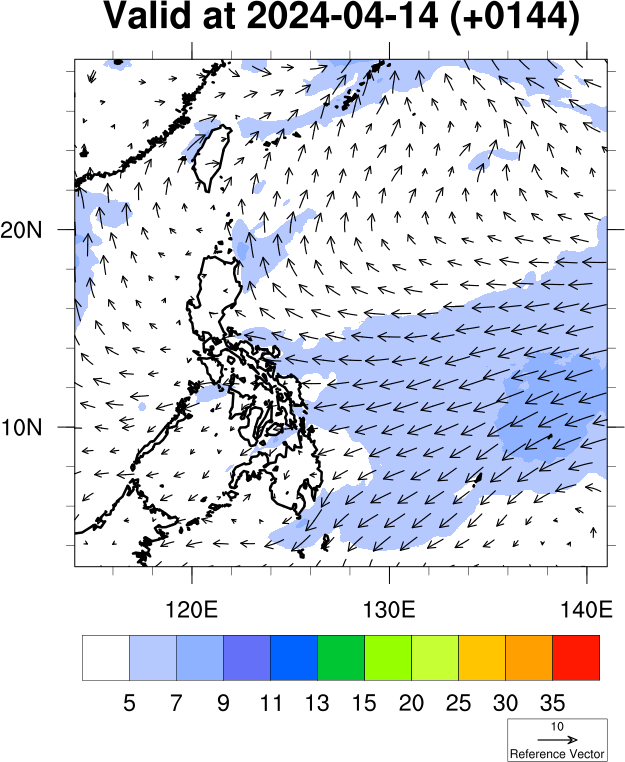 Valid at 2024-04-14 (+0144)
20N
10N
120E 130E 140E
5 7 9 11 13 15 20 25 30 35
10
Reference Vector